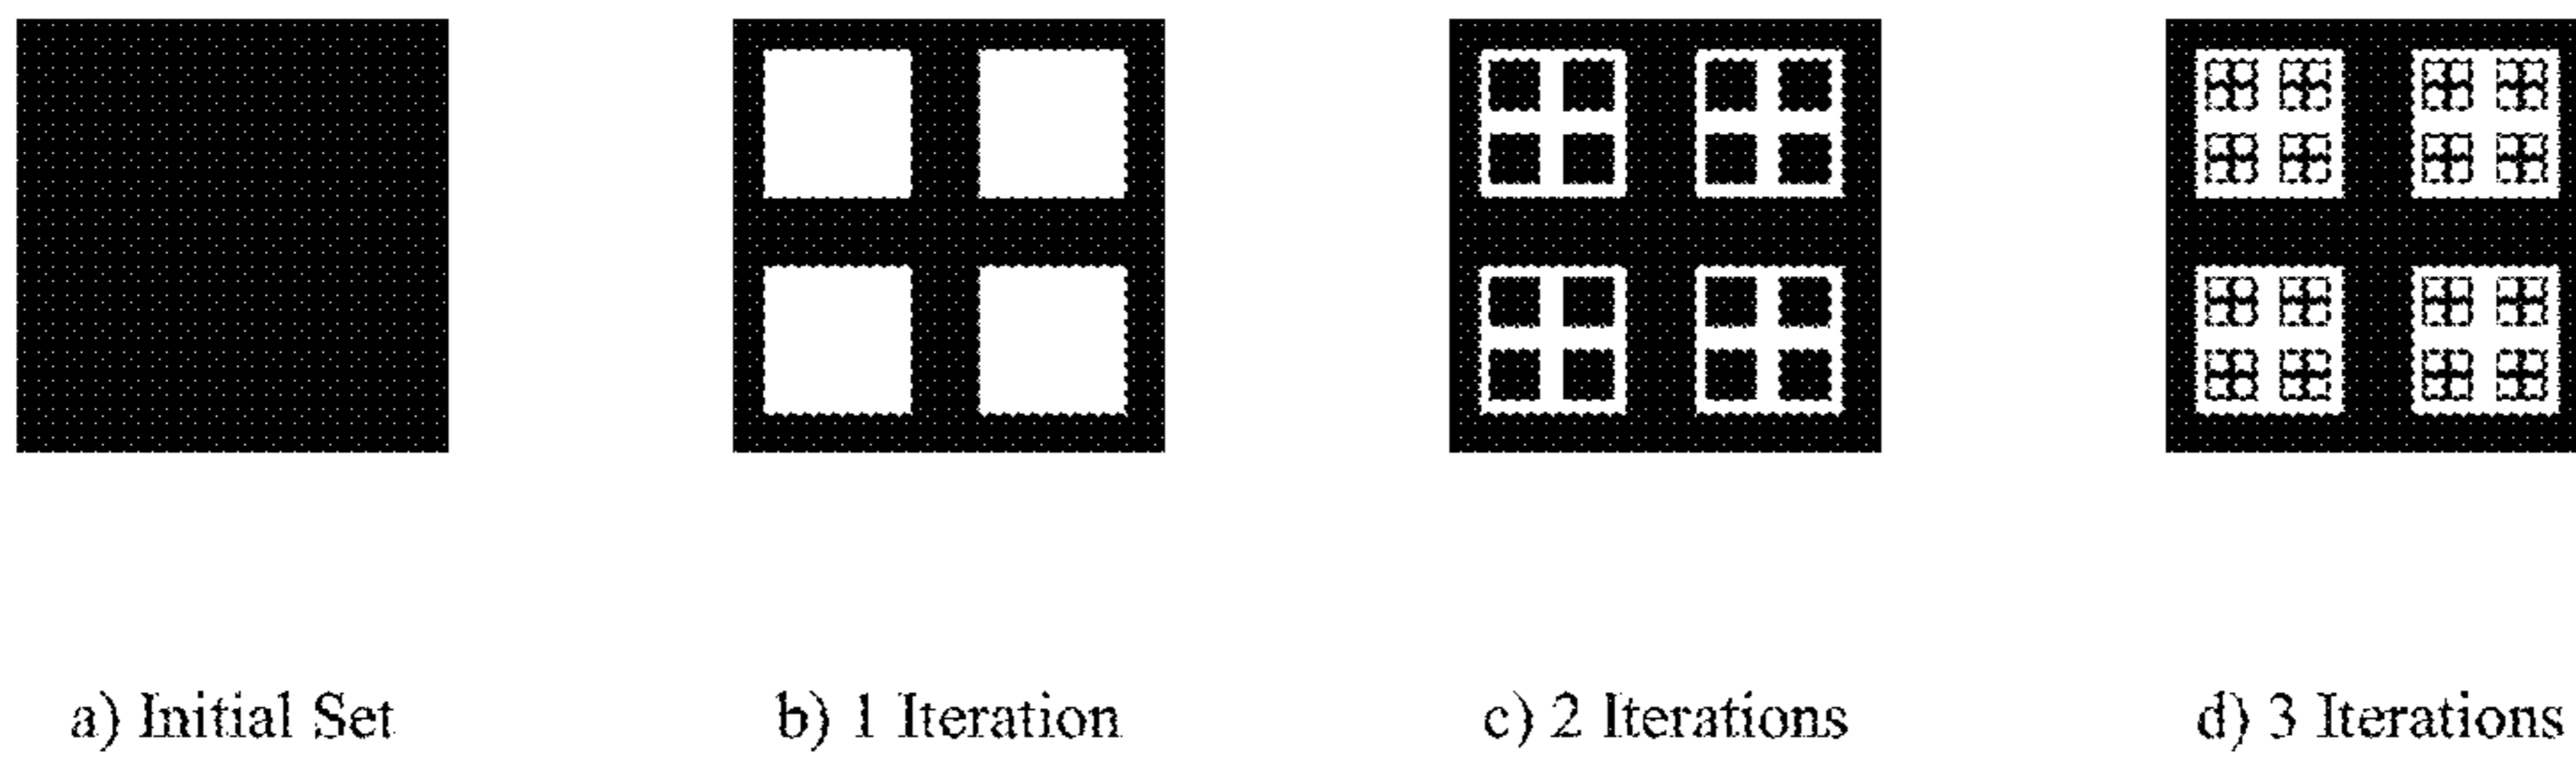 a) Initial Set
b) 1 Iteration
c) 2 Iterations
d) 3 Iterations